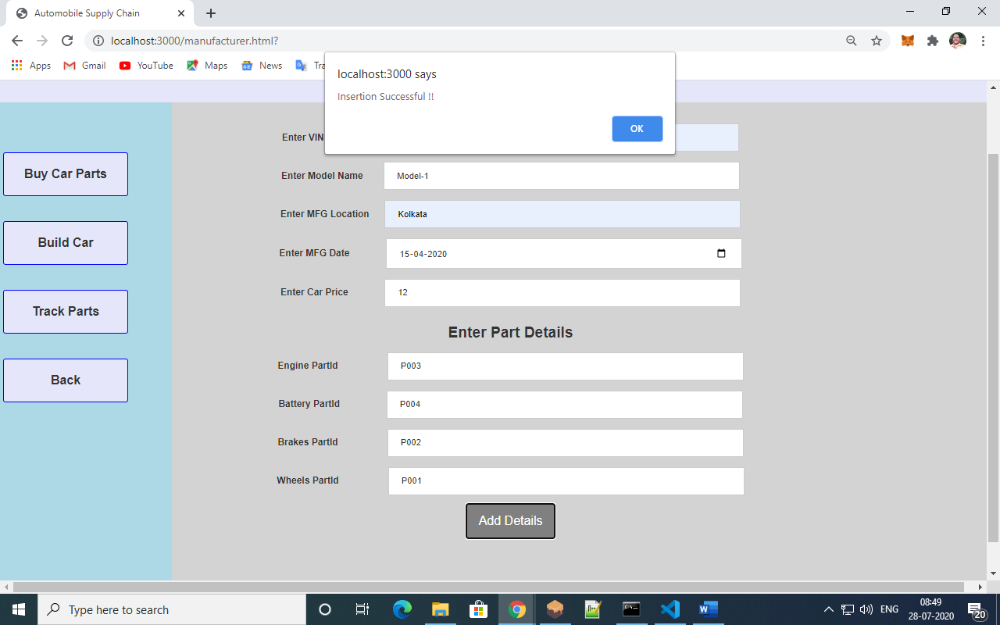 Automobile Supply Chain
localhost:3000/manufacturer.html?
Apps Gmail YouTube Maps News Tra
localhost:3000 says
Insertion Successful !!
OK
Enter VIN
Buy Car Parts
Build Car
Track Parts
Back
Enter Model Name Model-1
Enter MFG Location Kolkata
Enter MFG Date 15-04-2020
Enter Car Price 12
Enter Part Details
Engine PartId P003
Battery PartId P004
Brakes PartId P002
Wheels PartId P001
Add Details
Type here to search
ENG
08:49
28-07-2020
20